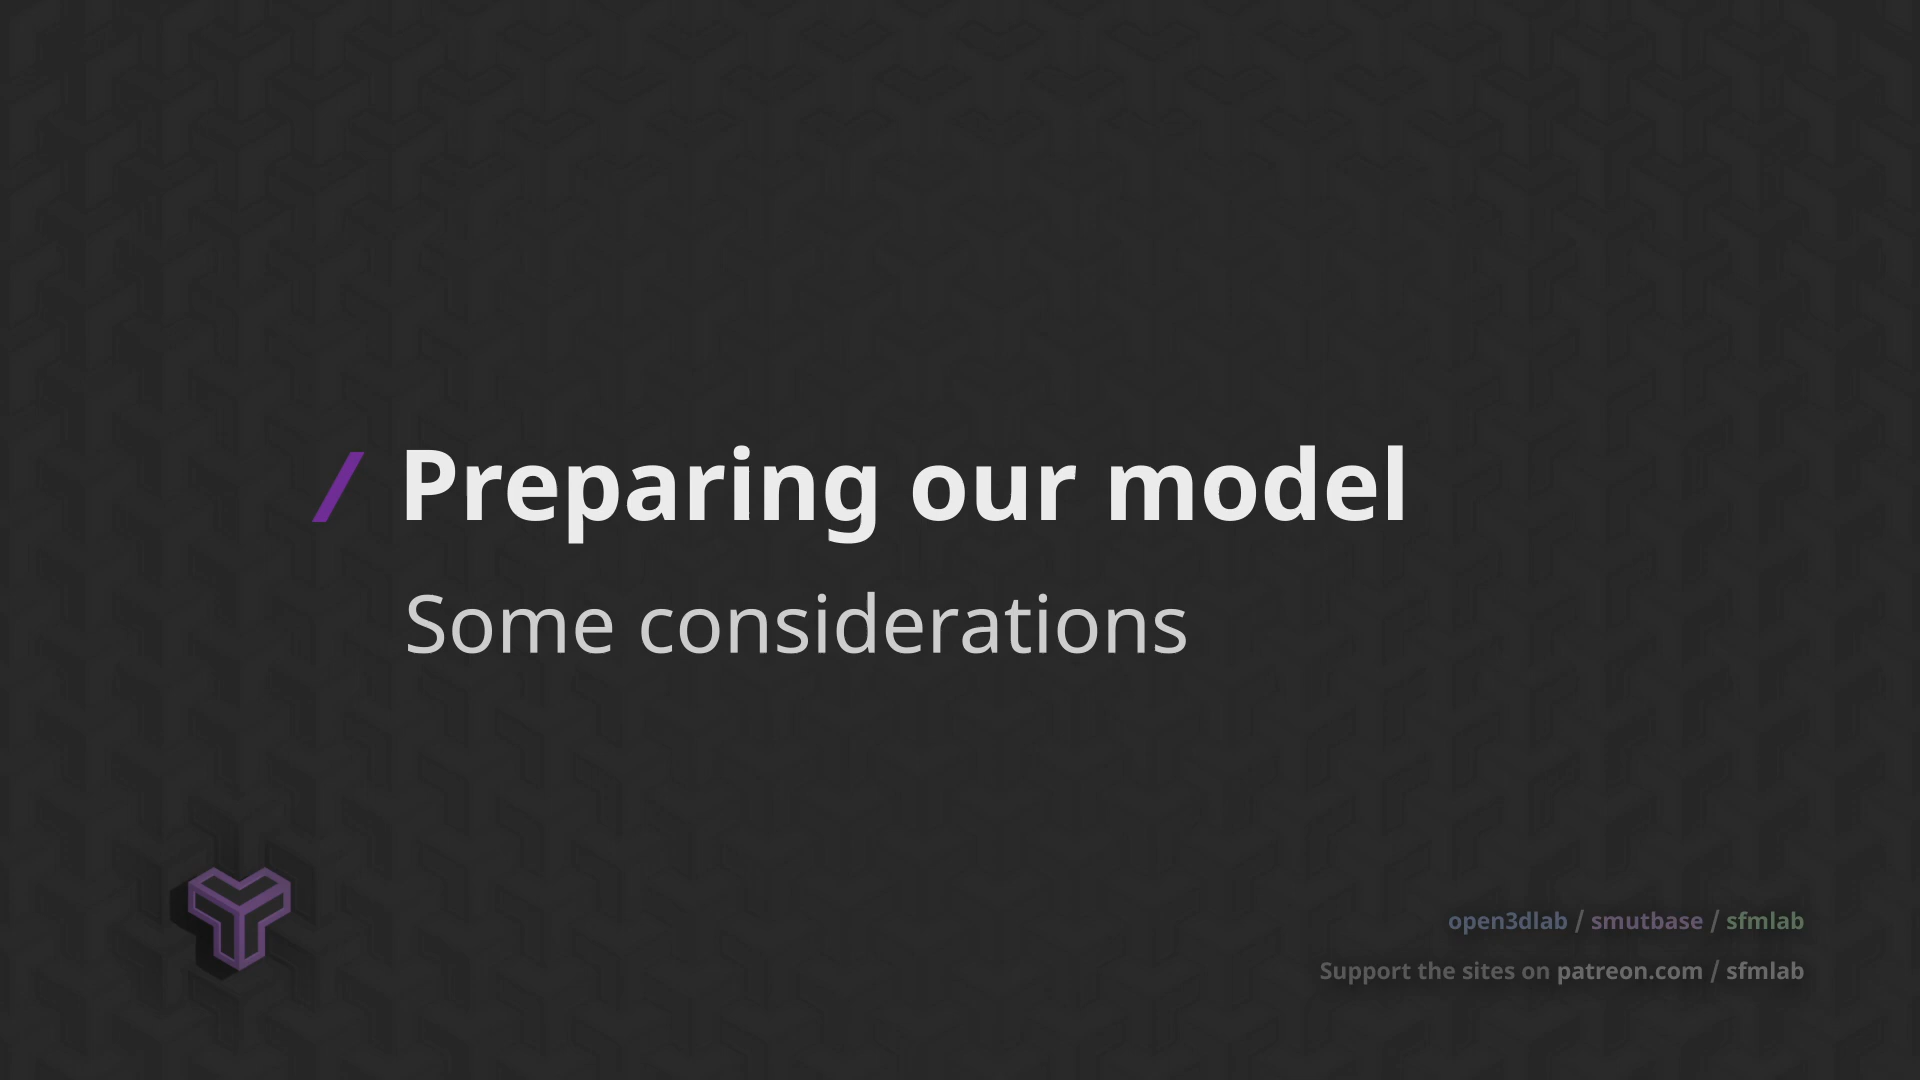 / Preparing our model
Some considerations
open3dlab / smutbase / sfmlab
Support the sites on patreon.com / sfmlab